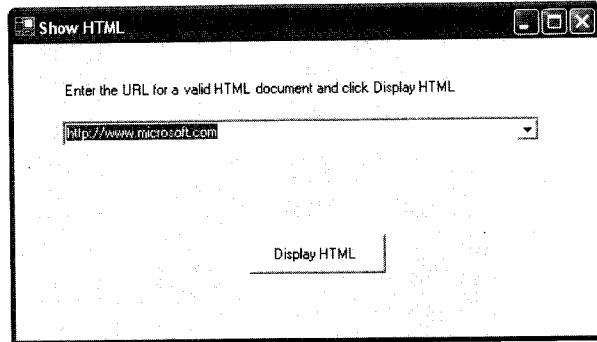 Show HTML
Enter the URL for a valid HTML document and click Display HTML
http://www.microsoft.com
Display HTML